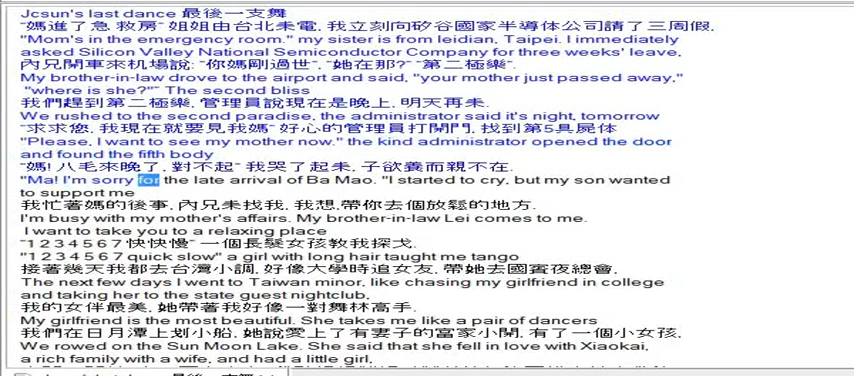 Jcsun's last dance 最後一支舞
"媽進了急 救房" 姐姐由台北耒電, 我立刻向矽谷國家半導体公司請了三周假,
"Mom's in the emergency room." my sister is from leidian, Taipei. I immediately
asked Silicon Valley National Semiconductor Company for three weeks' leave,
內兄開車來机場說: "你媽剛過世", "她在那?" "第二極樂".
My brother-in-law drove to the airport and said, "your mother just passed away,"
"where is she?"" The second bliss
我們趕到第二極樂, 管理員說現在是晚上, 明天再耒.
We rushed to the second paradise, the administrator said it's night, tomorrow
"求求您, 我現在就要見我媽" 好心的管理員打開門, 找到第5具屍体
"Please, I want to see my mother now." the kind administrator opened the door
and found the fifth body
"媽! 八毛來晚了, 對不起" 我哭了起耒, 子欲養而親不在.
"Ma! I'm sorry for the late arrival of Ba Mao. "I started to cry, but my son wanted
to support me
我忙著媽的後事, 內兄耒找我, 我想,帶你去個放鬆的地方.
I'm busy with my mother's affairs. My brother-in-law Lei comes to me.
I want to take you to a relaxing place
"1 2 3 4 5 6 7 快快慢" 一個長髮女孩教我探戈.
"1 2 3 4 5 6 7 quick slow" a girl with long hair taught me tango
接著幾天我都去台灣小調, 好像大學時追女友, 帶她去國賓夜總會,
The next few days I went to Taiwan minor, like chasing my girlfriend in college
and taking her to the state guest nightclub,
我的女伴最美, 她帶著我好像一對舞林高手.
My girlfriend is the most beautiful. She takes me like a pair of dancers
我們在日月潭上划小船, 她說愛上了有妻子的富家小開, 有了一個小女孩,
We rowed on the Sun Moon Lake. She said that she fell in love with Xiaokai,
a rich family with a wife, and had a little girl,